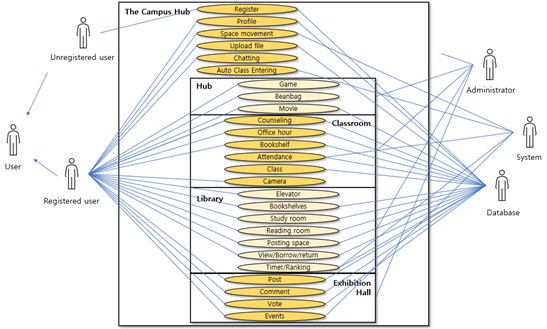 The Campus Hub
Register
Profile
Space movement
Upload file
Chatting
Auto Class Entering
Unregistered user
User
Registered user
Hub
Game
Beanbag
Movie
Classroom
Counseling
Office hour
Bookshelf
Attendance
Class
Camera
Library
Elevator
Bookshelves
Study room
Reading room
Posting space
View/Borrow/return
Timer/Ranking
Exhibition
Hall
Post
Comment
Vote
Events
Administrator
System
Database